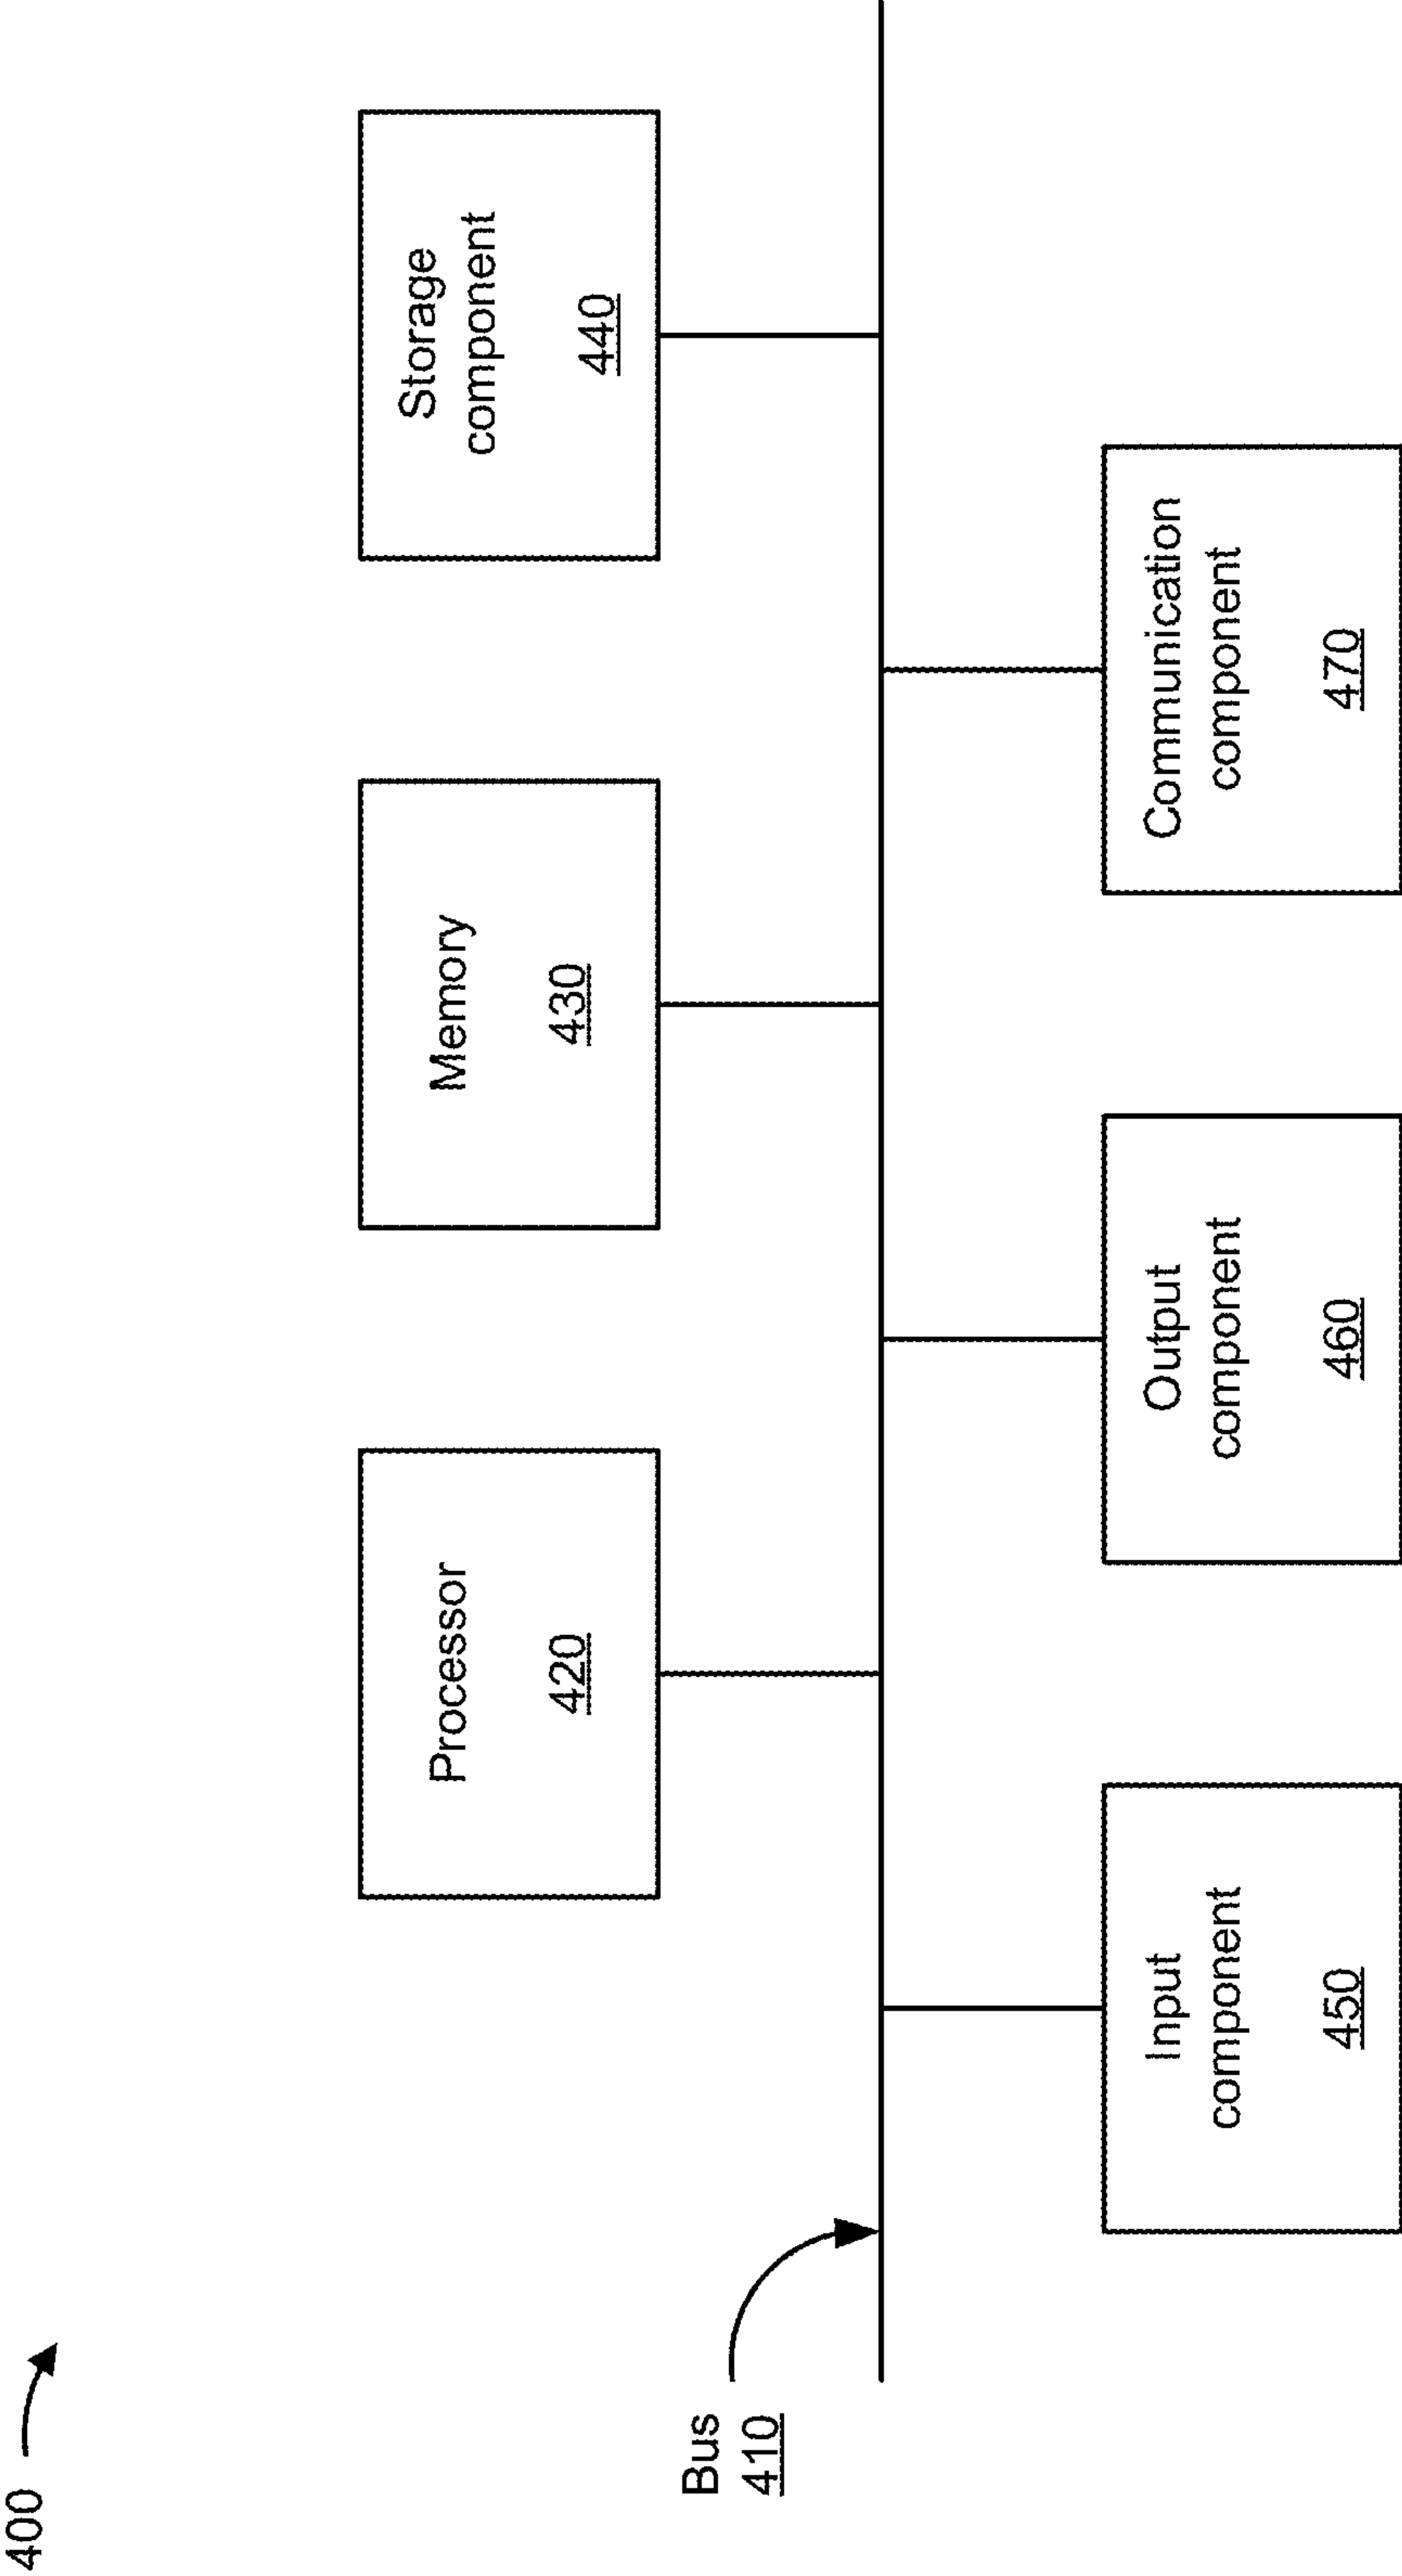 400
Processor
420
Memory
430
Storage
component
440
Bus
410
Input
component
450
Output
component
460
Communication
component
470